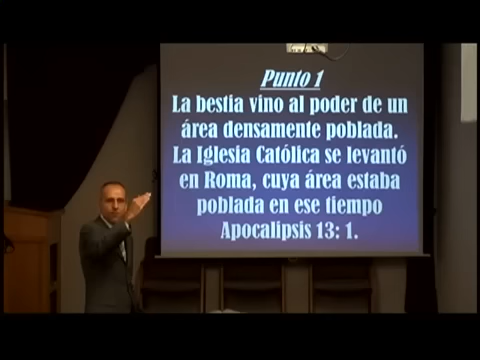 Punto 1
La bestia vino al poder de un
área densamente poblada.
La Iglesia Católica se levantó
en Roma, cuya área estaba
poblada en ese tiempo
Apocalipsis 13: 1.